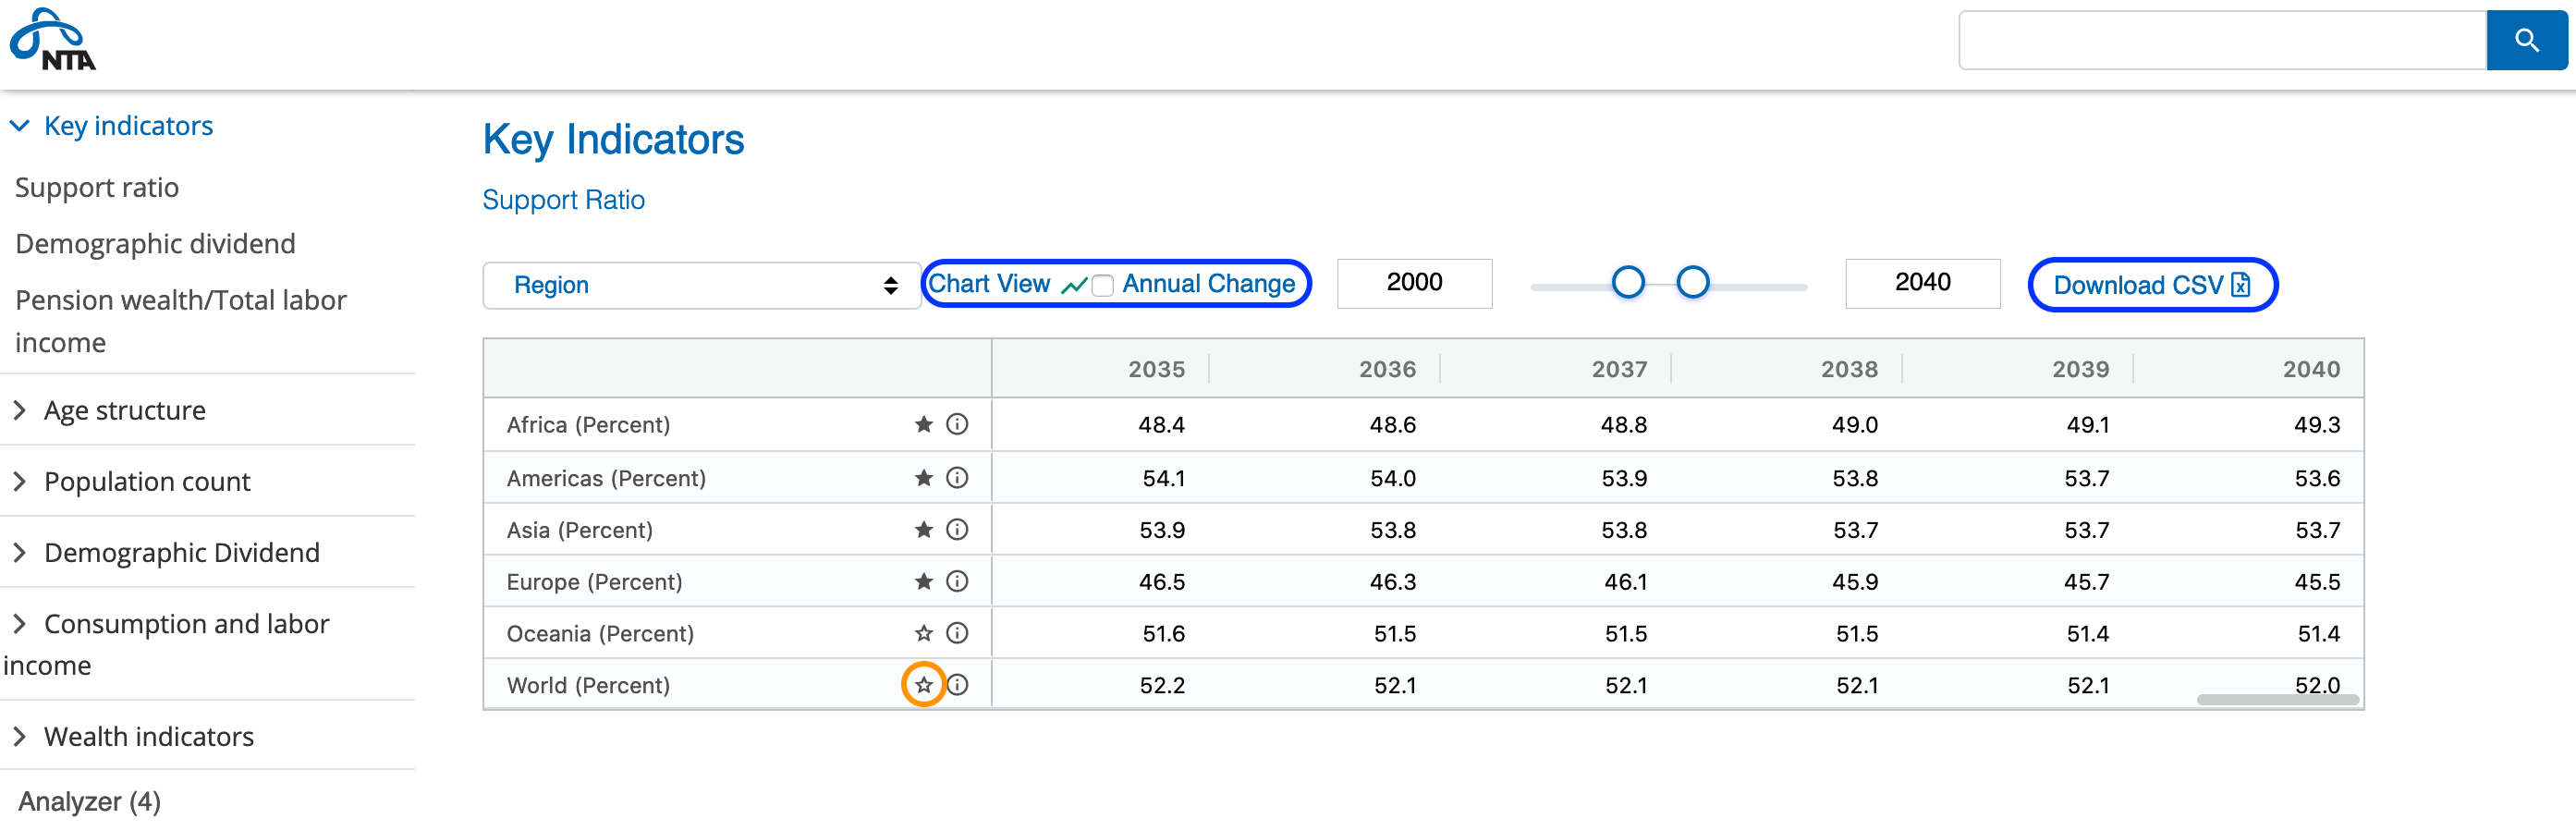 NTA
Key indicators
Support ratio
Demographic dividend
Pension wealth/Total labor
income
Age structure
Population count
Demographic Dividend
Consumption and labor
income
Wealth indicators
Analyzer (4)
Key Indicators
Support Ratio
Region Chart View Annual Change 2000 2040 Download CSV
2035 2036 2037 2038 2039 2040
Africa (Percent) 48.4 48.6 48.8 49.0 49.1 49.3
Americas (Percent) 54.1 54.0 53.9 53.8 53.7 53.6
Asia (Percent) 53.9 53.8 53.8 53.7 53.7 53.7
Europe (Percent) 46.5 46.3 46.1 45.9 45.7 45.5
Oceania (Percent) 51.6 51.5 51.5 51.5 51.4 51.4
World (Percent) 52.2 52.1 52.1 52.1 52.1 52.0